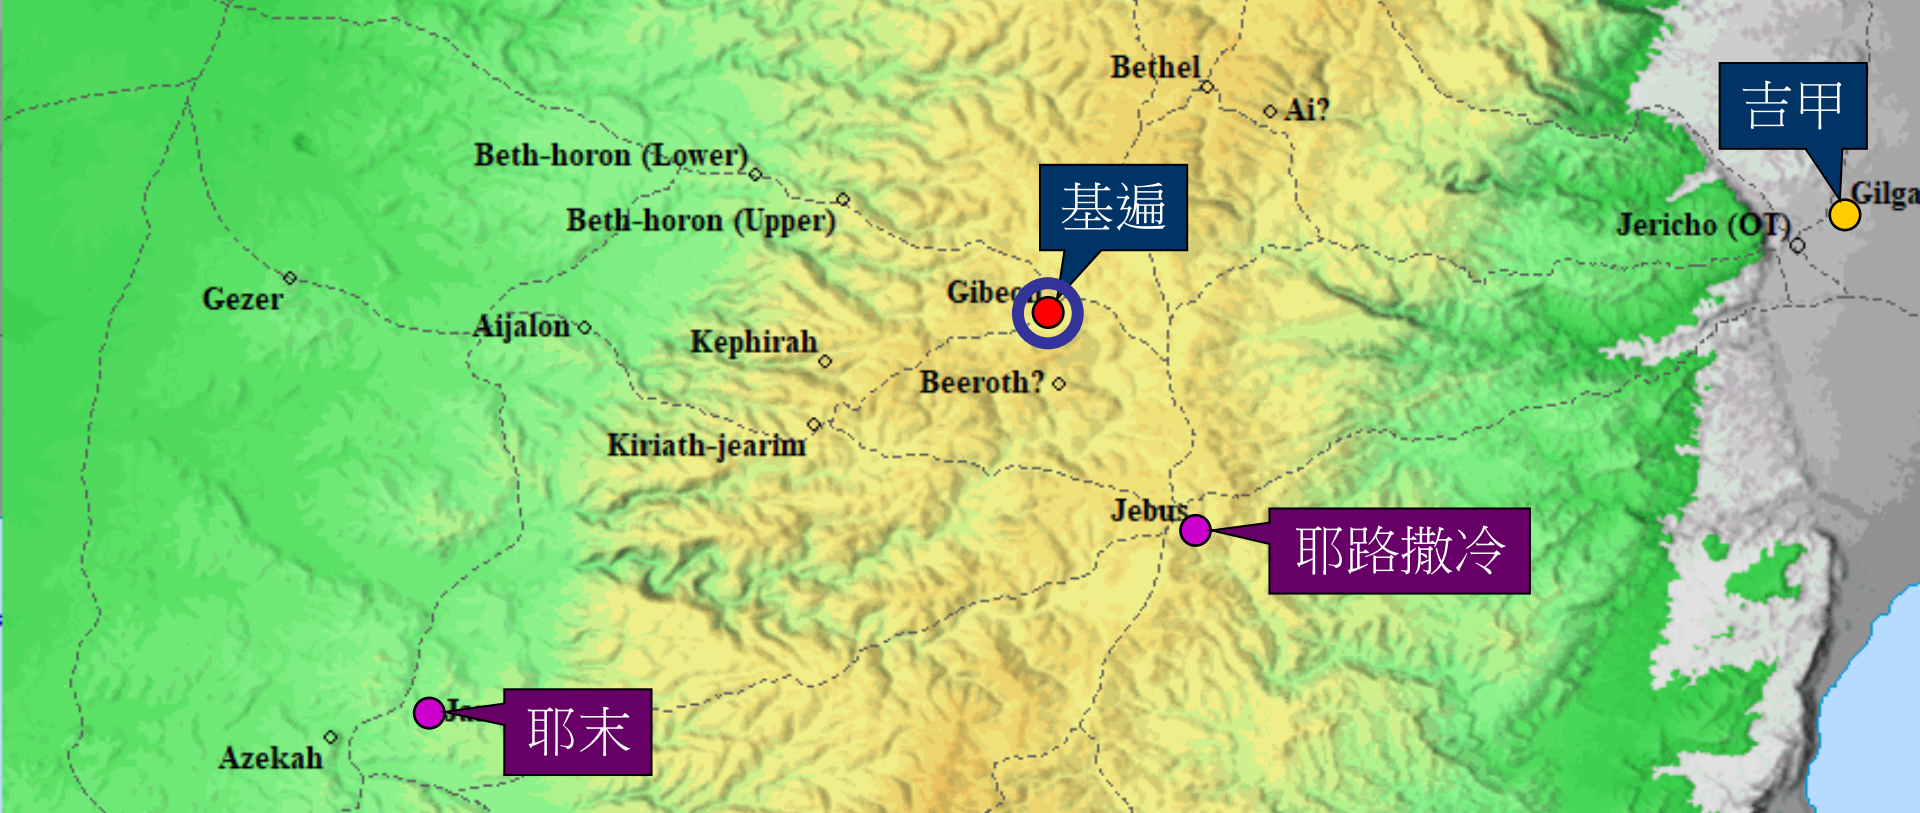 Bethel
Ai?
吉甲
Beth-horon (Lower)
基遍
Gilga
Beth-horon (Upper)
Jericho (OT)
Gezer
Gibeon
Aijalon
Kephirah
Beeroth?
Kiriath-jearim
Jebus
耶路撒冷
耶末
Azekah